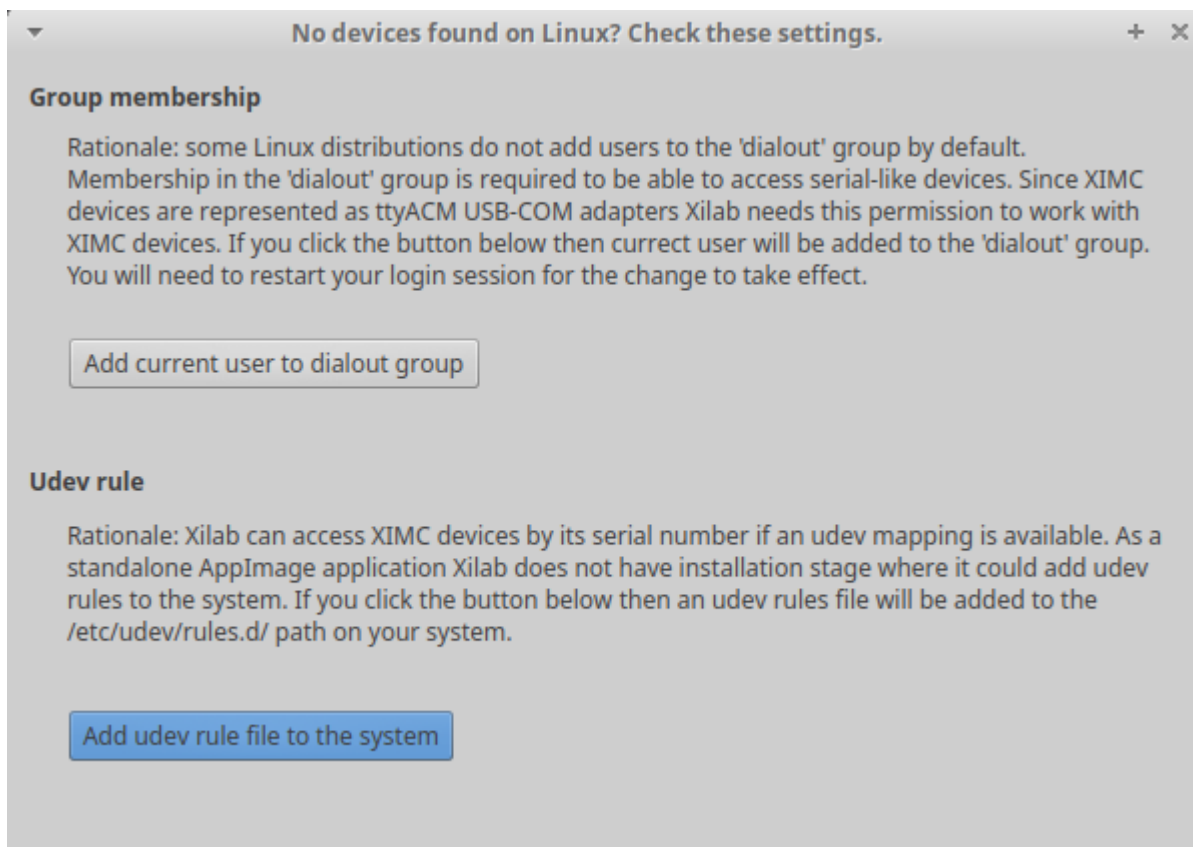 No devices found on Linux? Check these settings.
Group membership
Rationale: some Linux distributions do not add users to the 'dialout' group by default.
Membership in the 'dialout' group is required to be able to access serial-like devices. Since XIMC
devices are represented as ttyACM USB-COM adapters Xilab needs this permission to work with
XIMC devices. If you click the button below then currect user will be added to the 'dialout' group.
You will need to restart your login session for the change to take effect.
Add current user to dialout group
Udev rule
Rationale: Xilab can access XIMC devices by its serial number if an udev mapping is available. As a
standalone AppImage application Xilab does not have installation stage where it could add udev
rules to the system. If you click the button below then an udev rules file will be added to the
/etc/udev/rules.d/ path on your system.
Add udev rule file to the system